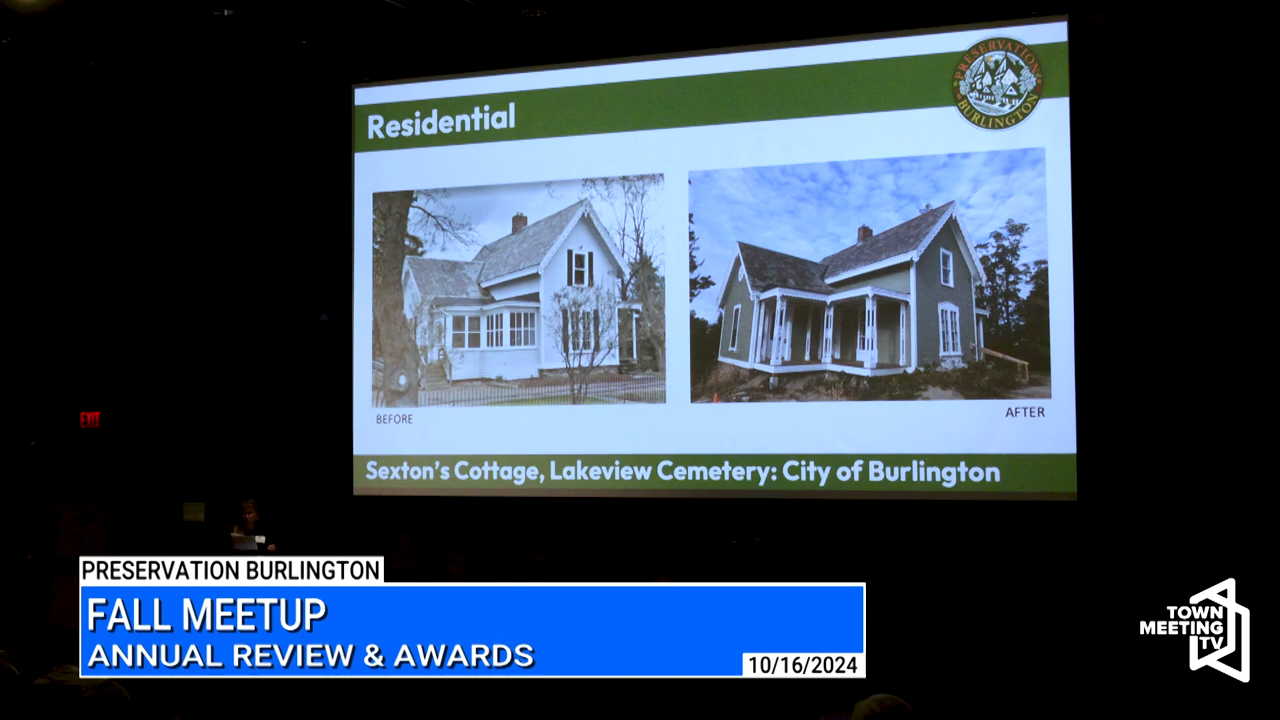 PRESERVATION
BURLINGTON
Residential
BEFORE
AFTER
Sexton's Cottage, Lakeview Cemetery: City of Burlington
EXIT
PRESERVATION BURLINGTON
FALL MEETUP
ANNUAL REVIEW & AWARDS
10/16/2024
TOWN
MEETING
TV